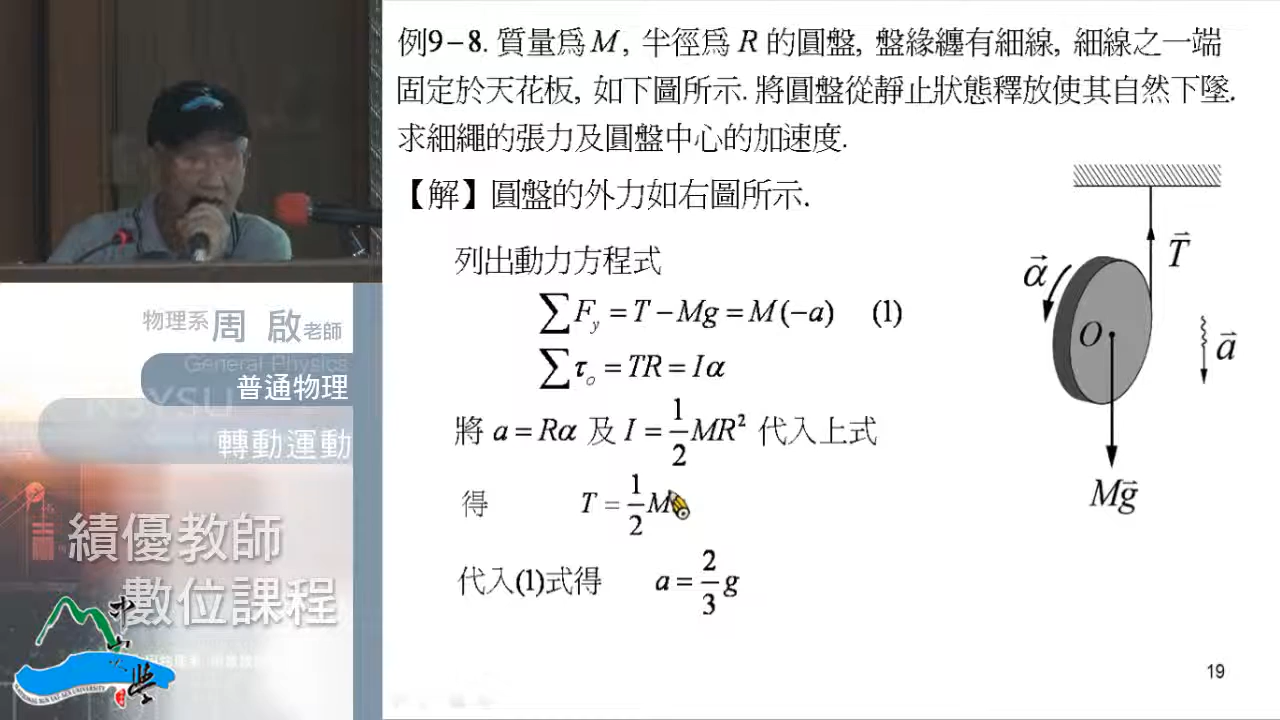 例9-8. 質量爲 M, 半徑爲 R 的圓盤, 盤緣纏有細線, 細線之一端
固定於天花板, 如下圖所示. 將圓盤從靜止狀態釋放使其自然下墜.
求細繩的張力及圓盤中心的加速度.
【解】圓盤的外力如右圖所示.
列出動力方程式
∑ F_y = T − Mg = M(−a) (1)
∑ τ_o = TR = Iα
將 a = Rα 及 I = 1/2 MR² 代入上式
得 T = 1/2 M
代入(1)式得 a = 2/3 g
T⃗
α⃗
O
a⃗
Mg⃗
19
物理系 周 啟 老師
General Physics
普通物理
NSYSU
轉動運動
績優教師
數位課程